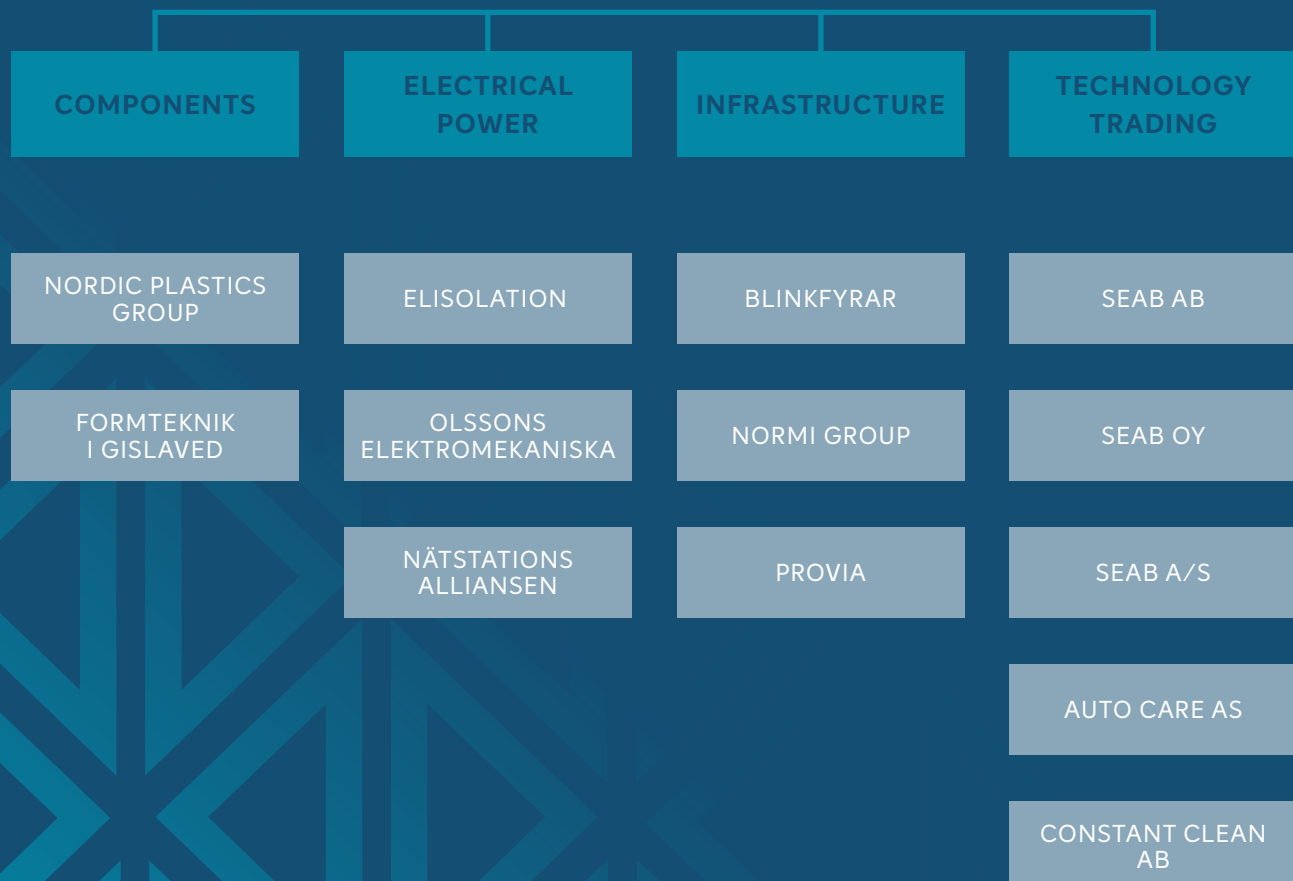 COMPONENTS
ELECTRICAL
POWER
INFRASTRUCTURE
TECHNOLOGY
TRADING
NORDIC PLASTICS
GROUP
ELISOLATION
BLINKFYRAR
SEAB AB
FORMTEKNIK
I GISLAVED
OLSSONS
ELEKTROMEKANISKA
NORMI GROUP
SEAB OY
NÄTSTATIONS
ALLIANSEN
PROVIA
SEAB A/S
AUTO CARE AS
CONSTANT CLEAN
AB